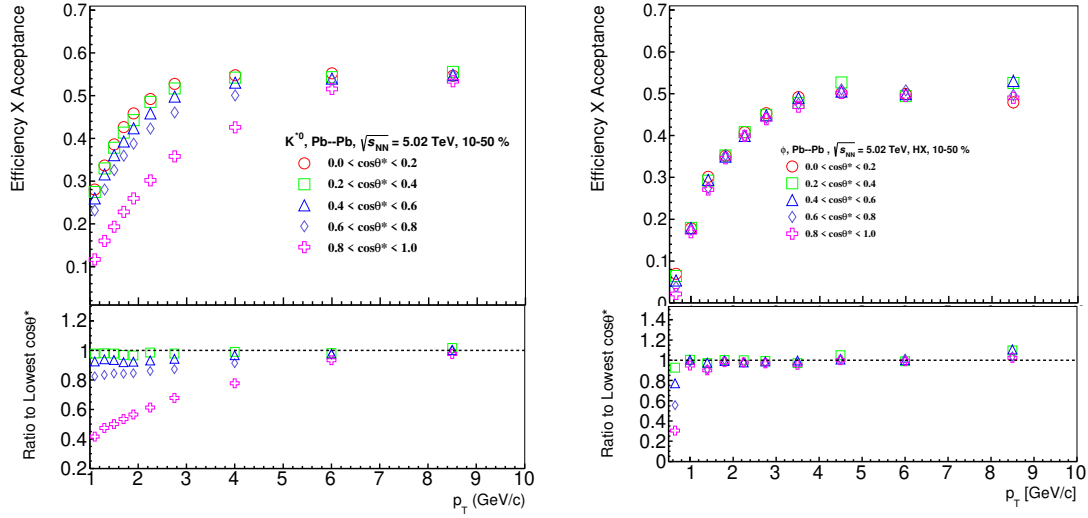 Efficiency X Acceptance
0.7
0.6
0.5
0.4
0.3
0.2
0.1
K*0, Pb--Pb, √sNN = 5.02 TeV, 10-50 %
0.0 < cosθ* < 0.2
0.2 < cosθ* < 0.4
0.4 < cosθ* < 0.6
0.6 < cosθ* < 0.8
0.8 < cosθ* < 1.0
Ratio to Lowest cosθ*
1.2
1
0.8
0.6
0.4
0.2
1 2 3 4 5 6 7 8 9 10
pT (GeV/c)
Efficiency X Acceptance
0.7
0.6
0.5
0.4
0.3
0.2
0.1
0
ϕ, Pb--Pb , √sNN = 5.02 TeV, HX, 10-50 %
0.0 < cosθ* < 0.2
0.2 < cosθ* < 0.4
0.4 < cosθ* < 0.6
0.6 < cosθ* < 0.8
0.8 < cosθ* < 1.0
Ratio to Lowest cosθ*
1.4
1.2
1
0.8
0.6
0.4
0.2
0
1 2 3 4 5 6 7 8 9 10
pT [GeV/c]